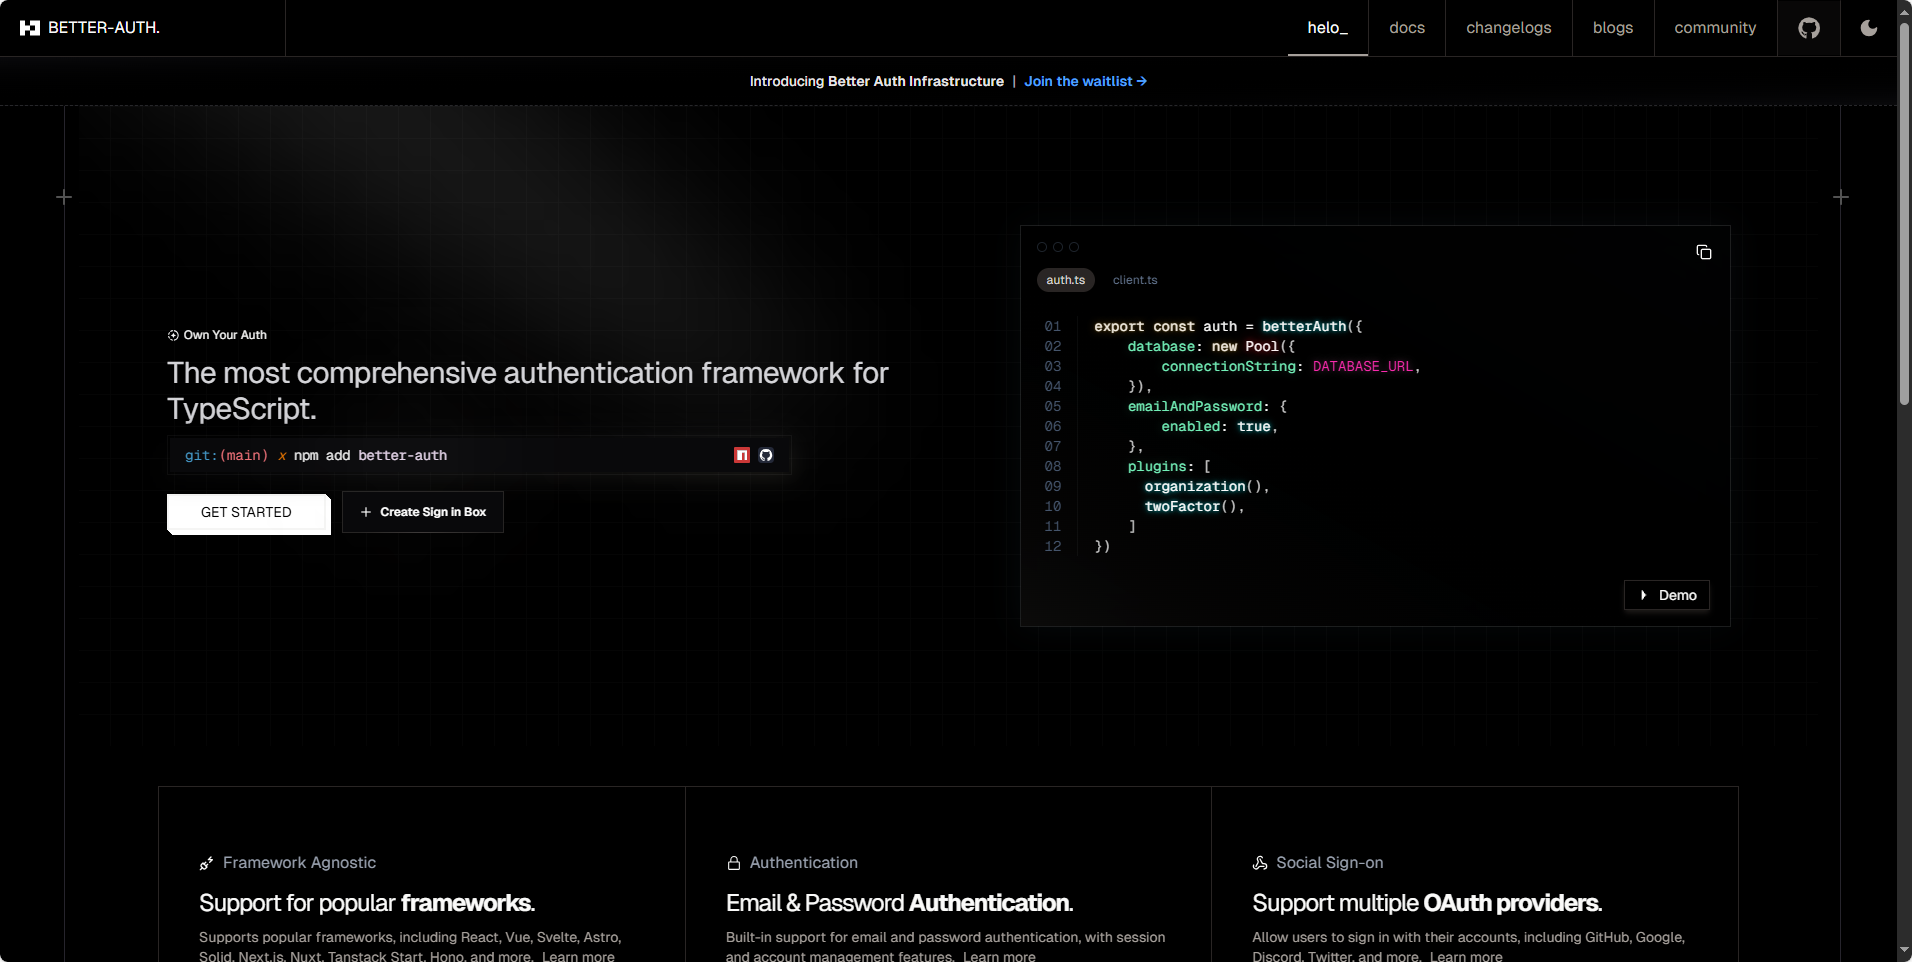 BETTER-AUTH.
helo_
docs
changelogs
blogs
community
Introducing Better Auth Infrastructure | Join the waitlist →
Own Your Auth
The most comprehensive authentication framework for
TypeScript.
git:(main) x npm add better-auth
GET STARTED
+ Create Sign in Box
auth.ts
client.ts
01 export const auth = betterAuth({
02 database: new Pool({
03 connectionString: DATABASE_URL,
04 }),
05 emailAndPassword: {
06 enabled: true,
07 },
08 plugins: [
09 organization(),
10 twoFactor(),
11 ]
12 })
Demo
Framework Agnostic
Support for popular frameworks.
Supports popular frameworks, including React, Vue, Svelte, Astro,
Solid, Next.js, Nuxt, Tanstack Start, Hono, and more. Learn more
Authentication
Email & Password Authentication.
Built-in support for email and password authentication, with session
and account management features. Learn more
Social Sign-on
Support multiple OAuth providers.
Allow users to sign in with their accounts, including GitHub, Google,
Discord, Twitter, and more. Learn more